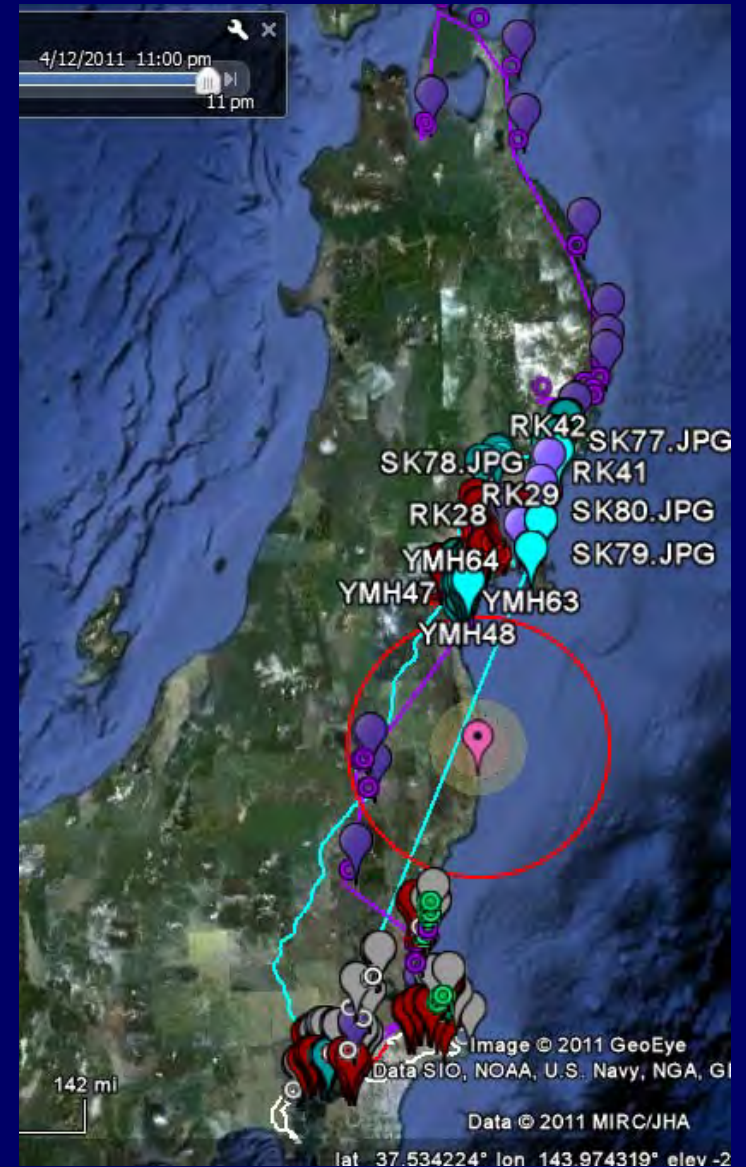 4/12/2011 11:00 pm
11 pm
RK42
SK77.JPG
SK78.JPG
RK41
RK29
RK28
SK80.JPG
YMH64
SK79.JPG
YMH47
YMH63
YMH48
Image © 2011 GeoEye
Data SIO, NOAA, U.S. Navy, NGA, GE
142 mi
Data © 2011 MIRC/JHA
lat 37.534224° lon 143.974319° elev -2